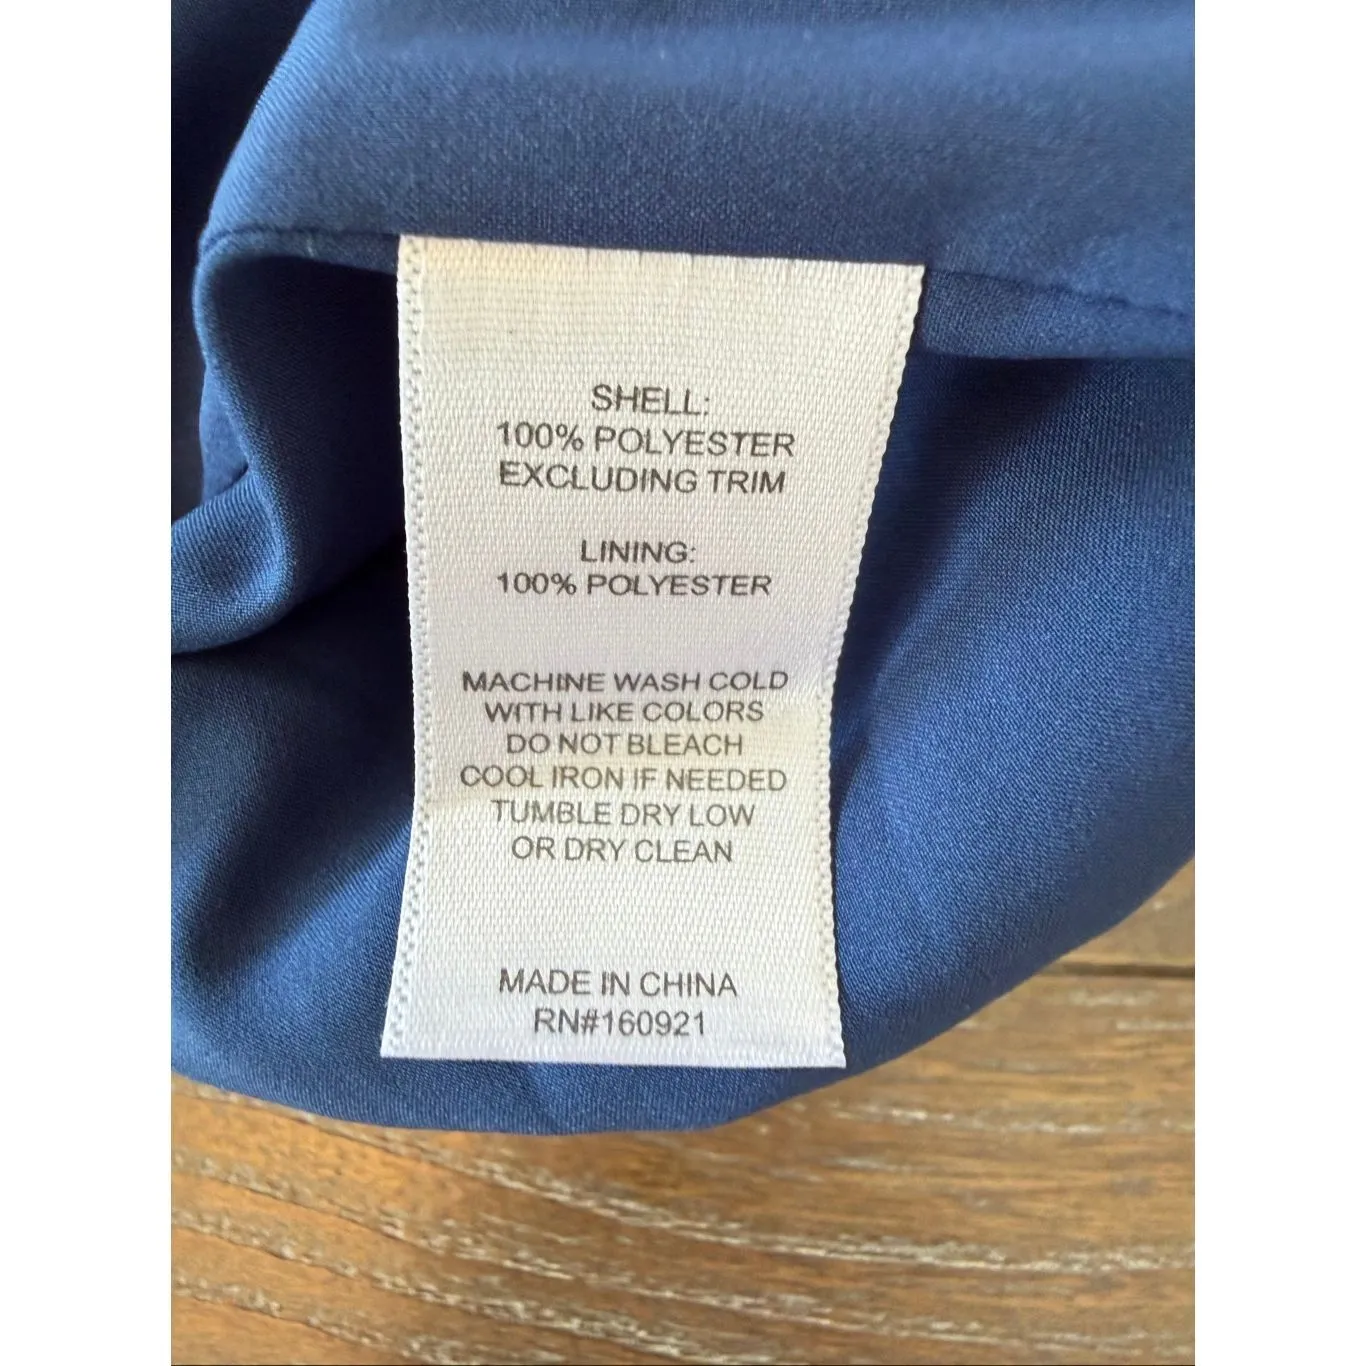 SHELL:
100% POLYESTER
EXCLUDING TRIM
LINING:
100% POLYESTER
MACHINE WASH COLD
WITH LIKE COLORS
DO NOT BLEACH
COOL IRON IF NEEDED
TUMBLE DRY LOW
OR DRY CLEAN
MADE IN CHINA
RN#160921